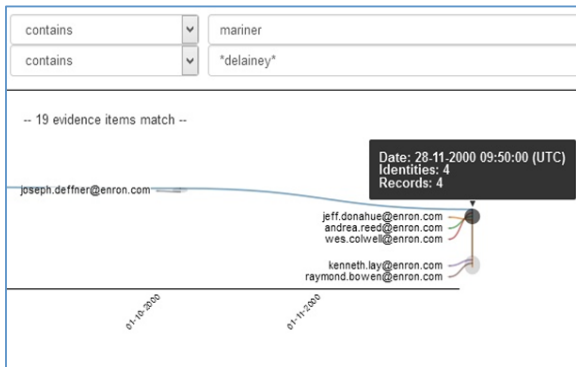 contains mariner
contains *delainey*
-- 19 evidence items match --
Date: 28-11-2000 09:50:00 (UTC)
Identities: 4
Records: 4
joseph.deffner@enron.com
jeff.donahue@enron.com
andrea.reed@enron.com
wes.colwell@enron.com
kenneth.lay@enron.com
raymond.bowen@enron.com
01-10-2000
01-11-2000